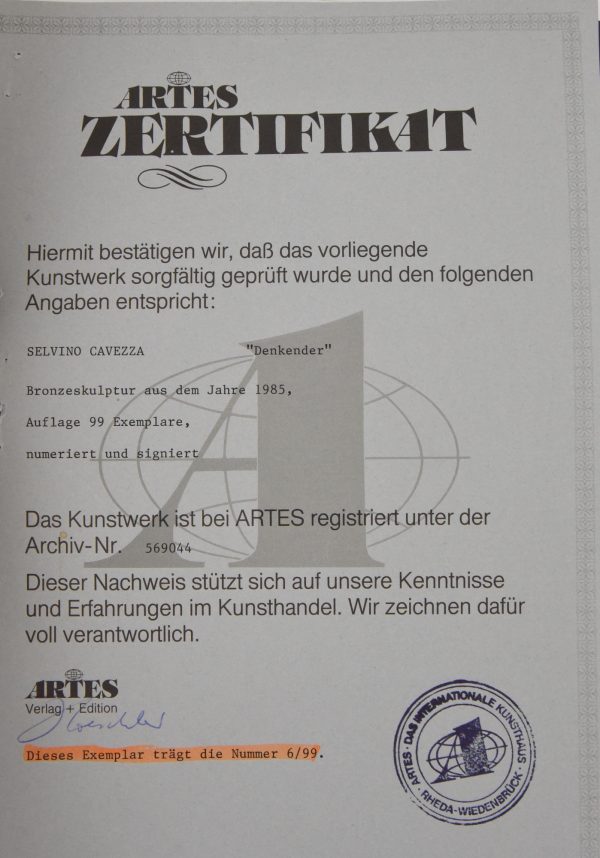 ARTES
ZERTIFIKAT
Hiermit bestätigen wir, daß das vorliegende
Kunstwerk sorgfältig geprüft wurde und den folgenden
Angaben entspricht:
SELVINO CAVEZZA "Denkender"
Bronzeskulptur aus dem Jahre 1985,
Auflage 99 Exemplare,
numeriert und signiert
Das Kunstwerk ist bei ARTES registriert unter der
Archiv-Nr. 569044
Dieser Nachweis stützt sich auf unsere Kenntnisse
und Erfahrungen im Kunsthandel. Wir zeichnen dafür
voll verantwortlich.
ARTES
Verlag + Edition
Dieses Exemplar trägt die Nummer 6/99.
ARTES · DAS INTERNATIONALE KUNSTHAUS
· RHEDA-WIEDENBRÜCK ·